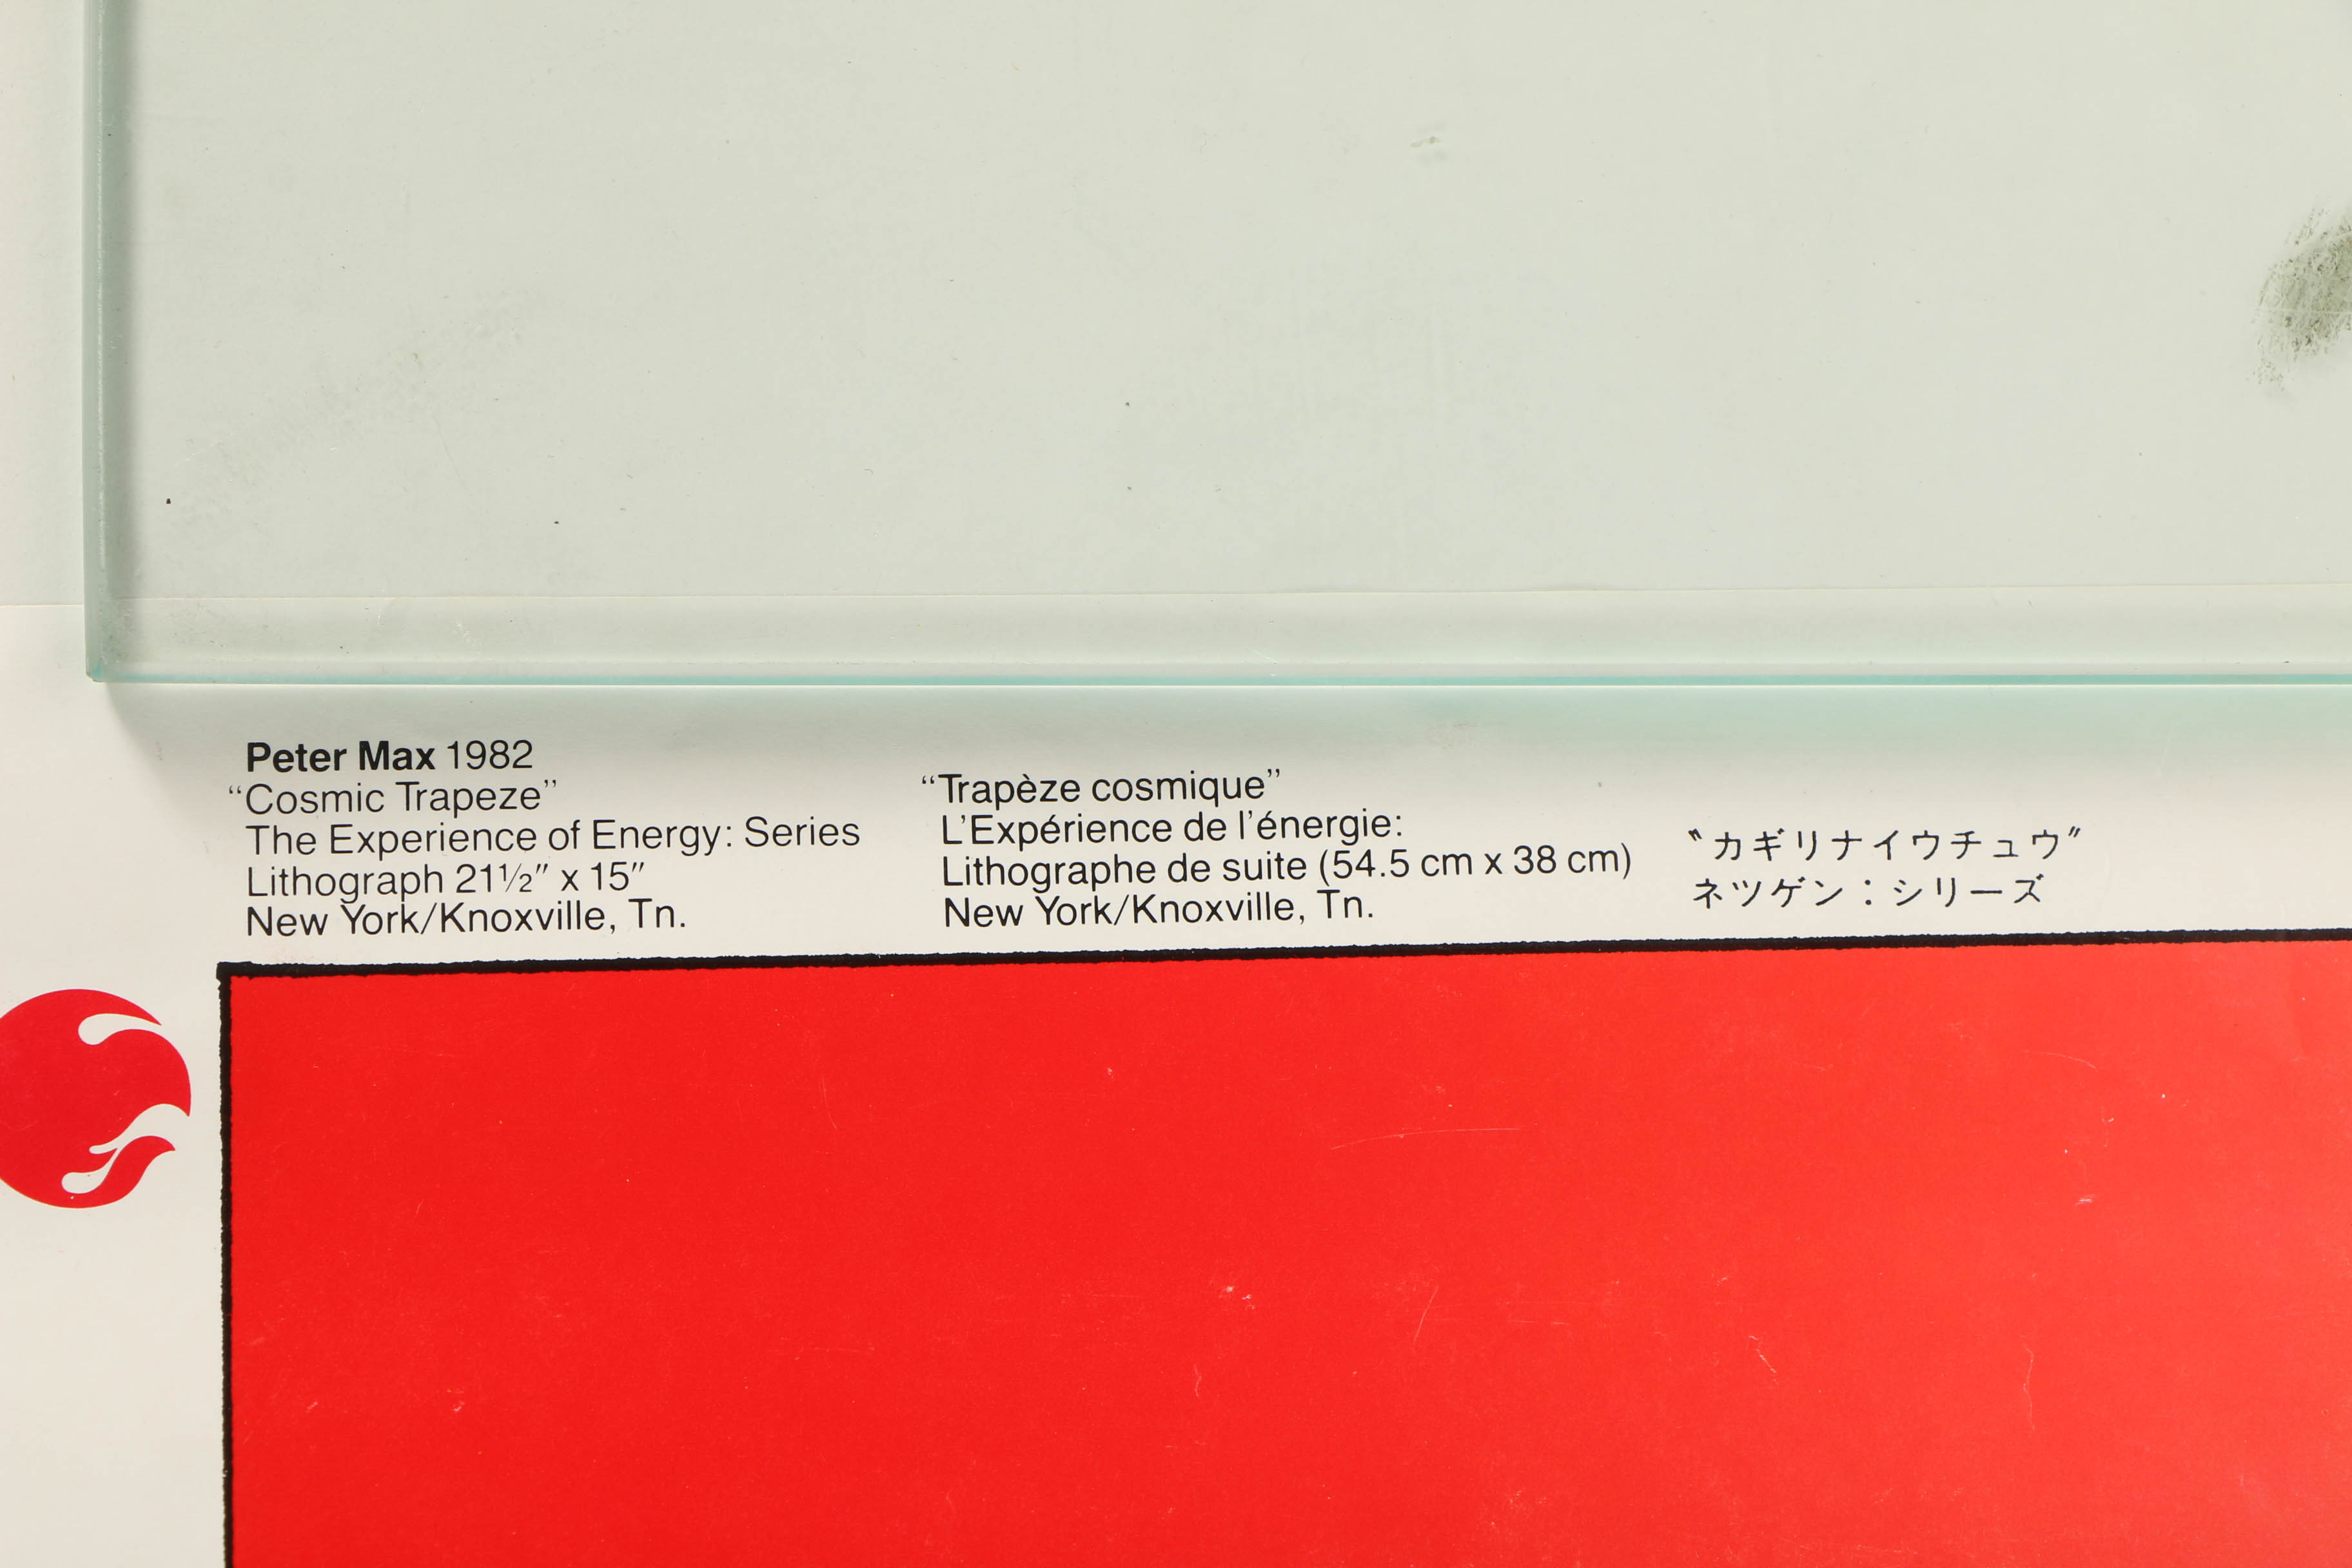 Peter Max 1982
“Cosmic Trapeze”
The Experience of Energy: Series
Lithograph 21½″ x 15″
New York/Knoxville, Tn.
“Trapèze cosmique”
L’Expérience de l’énergie:
Lithographe de suite (54.5 cm x 38 cm)
New York/Knoxville, Tn.
〝カギリナイウチュウ〞
ネツゲン：シリーズ